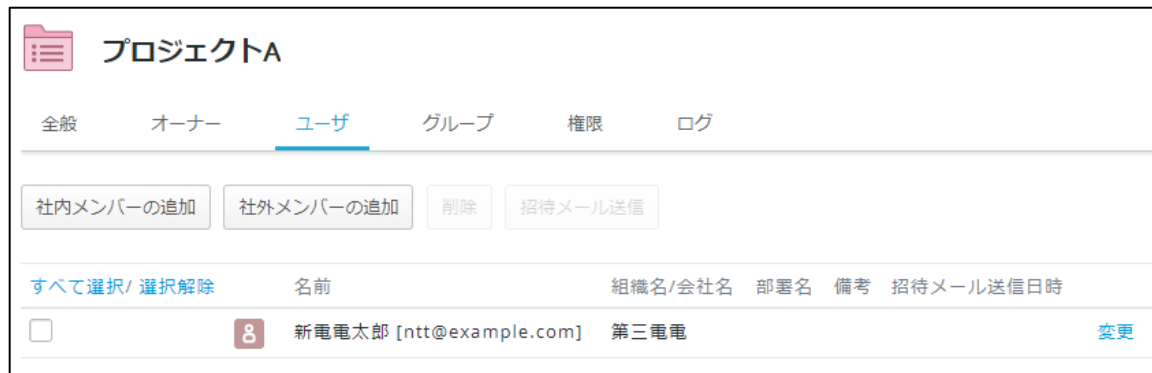 プロジェクトA
全般 オーナー ユーザ グループ 権限 ログ
社内メンバーの追加 社外メンバーの追加 削除 招待メール送信
すべて選択/ 選択解除 名前 組織名/会社名 部署名 備考 招待メール送信日時
新電電太郎 [ntt@example.com] 第三電電 変更